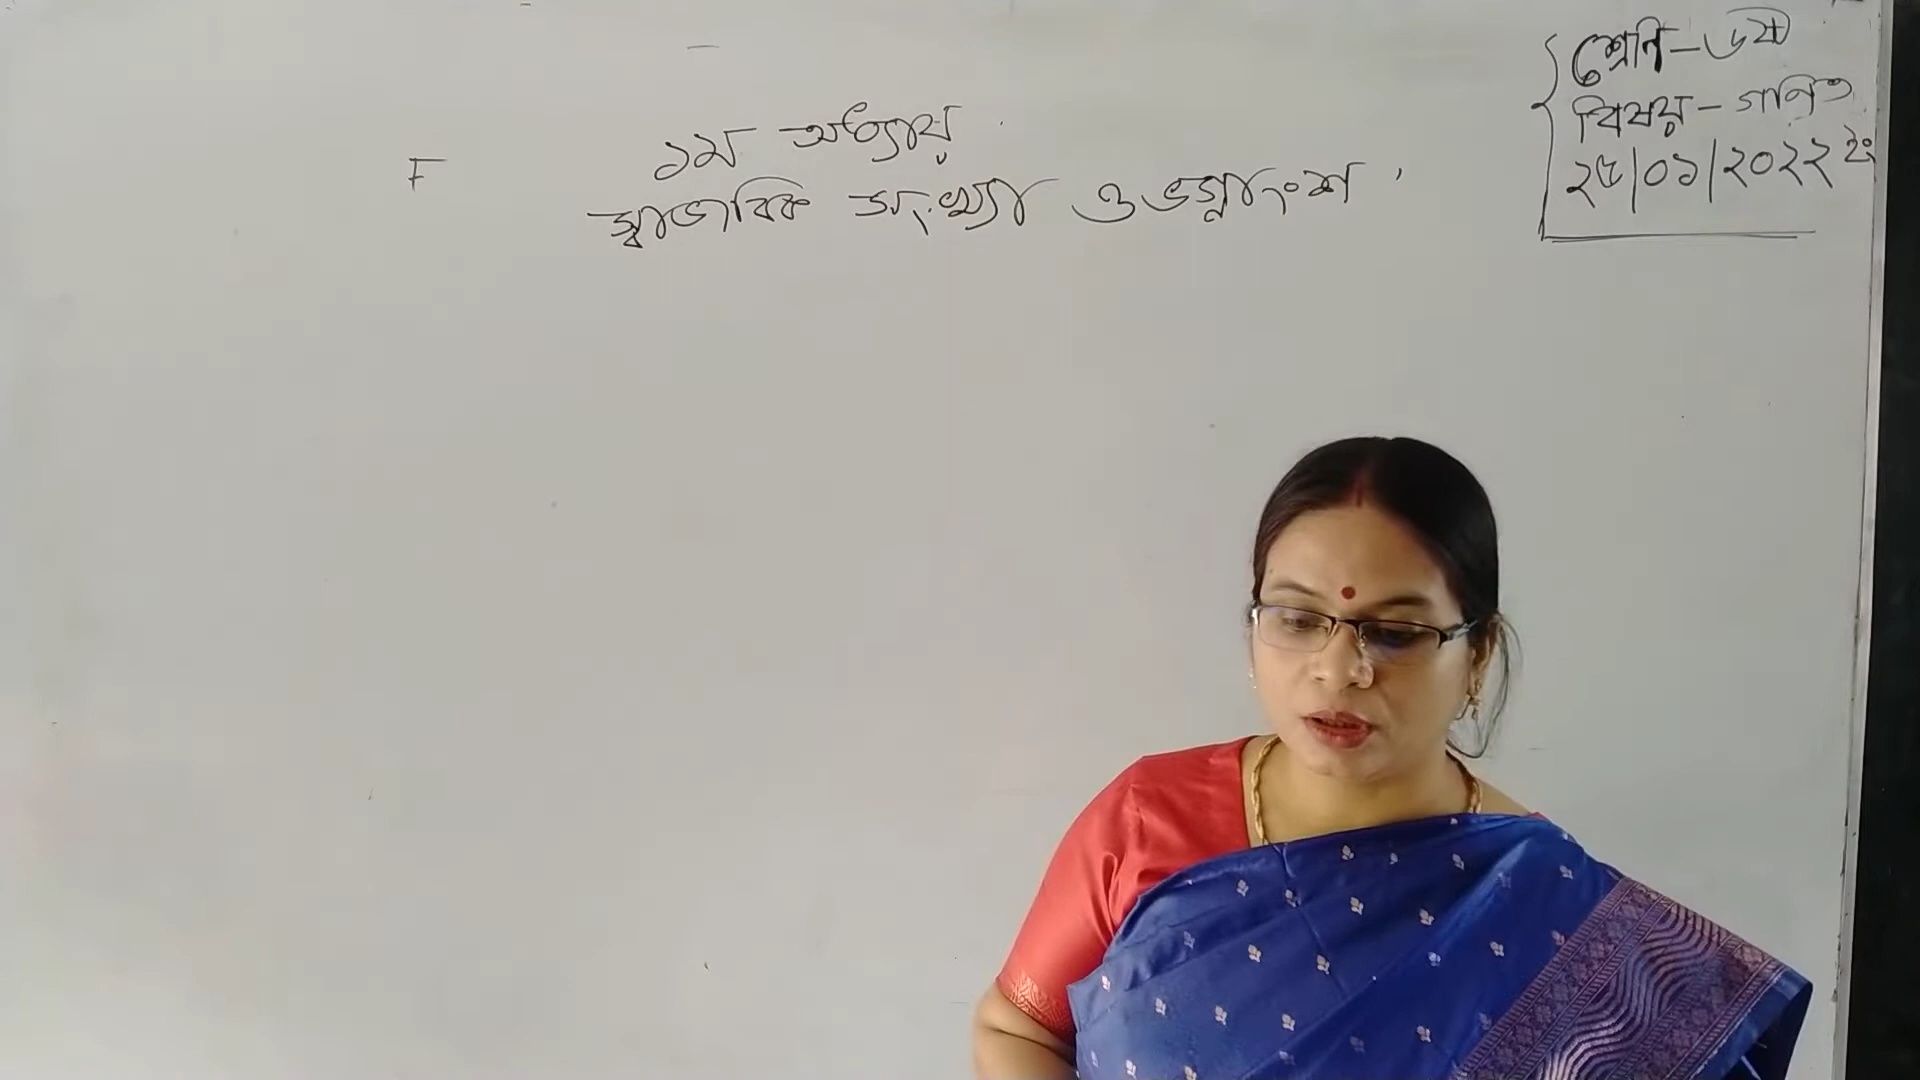 শ্রেণি - ৬ষ্ঠ
বিষয় - গণিত
২৫/০১/২০২২ ইং
১ম অধ্যায়
স্বাভাবিক সংখ্যা ও ভগ্নাংশ
F